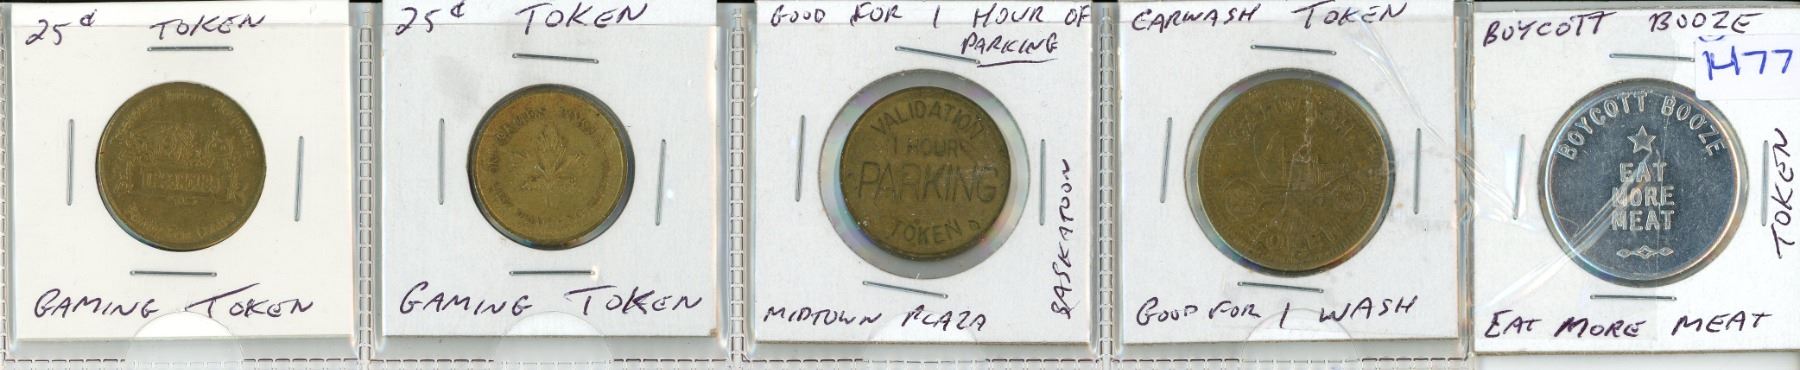 25¢ TOKEN
GAMING TOKEN
25¢ TOKEN
GAMING TOKEN
GOOD FOR 1 HOUR OF
PARKING
VALIDATION
1 HOUR
PARKING
TOKEN
MIDTOWN PLAZA
SASKATOON
CARWASH TOKEN
GOOD FOR 1 WASH
BOYCOTT BOOZE
1477
BOYCOTT BOOZE
EAT
MORE
MEAT
TOKEN
EAT MORE MEAT